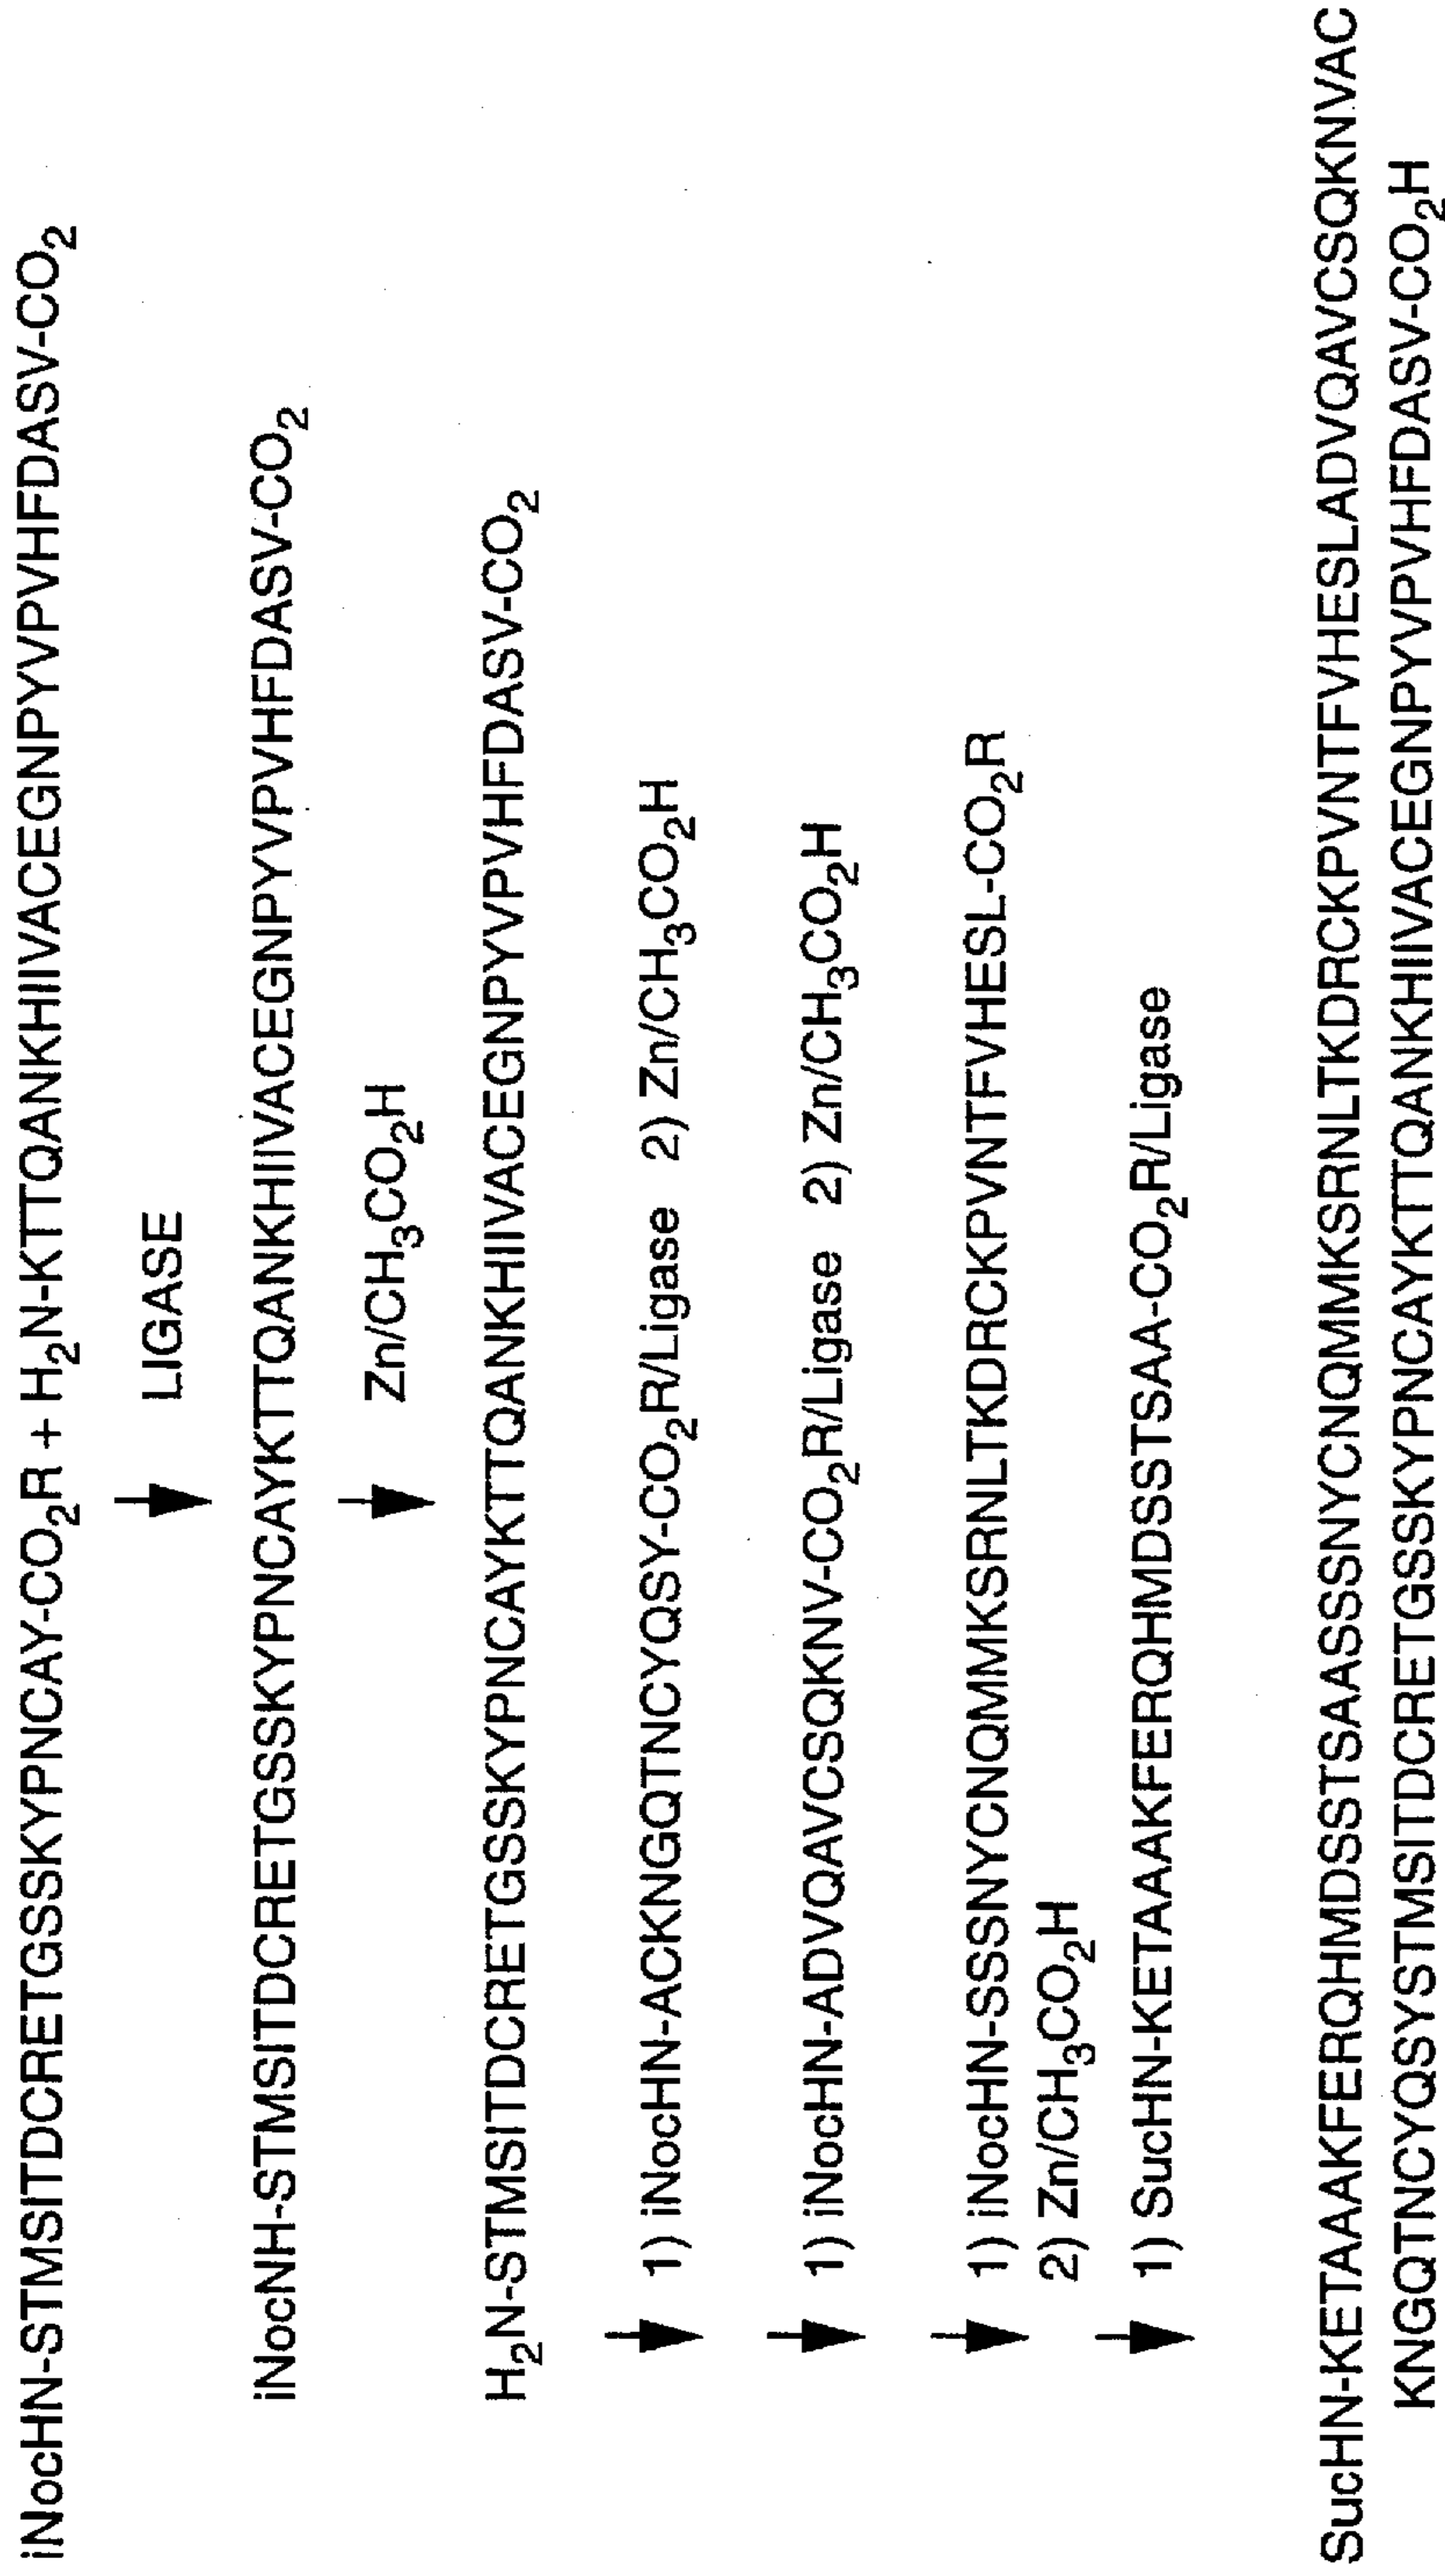 iNocHN-STMSITDCRETGSSKYPNCAY-CO2R + H2N-KTTQANKHIIVACEGNPYVPVHFDASV-CO2
LIGASE
iNocNH-STMSITDCRETGSSKYPNCAYKTTQANKHIIVACEGNPYVPVHFDASV-CO2
Zn/CH3CO2H
H2N-STMSITDCRETGSSKYPNCAYKTTQANKHIIVACEGNPYVPVHFDASV-CO2
1) iNocHN-ACKNGQTNCYQSY-CO2R/Ligase 2) Zn/CH3CO2H
1) iNocHN-ADVQAVCSQKNV-CO2R/Ligase 2) Zn/CH3CO2H
1) iNocHN-SSSNYCNQMMKSRNLTKDRCKPVNTFVHESL-CO2R
2) Zn/CH3CO2H
1) SucHN-KETAAAKFERQHMDSSTSAA-CO2R/Ligase
SucHN-KETAAAKFERQHMDSSTSAASSSNYCNQMMKSRNLTKDRCKPVNTFVHESLADVQAVCSQKNVAC
KNGQTNCYQSYSTMSITDCRETGSSKYPNCAYKTTQANKHIIVACEGNPYVPVHFDASV-CO2H